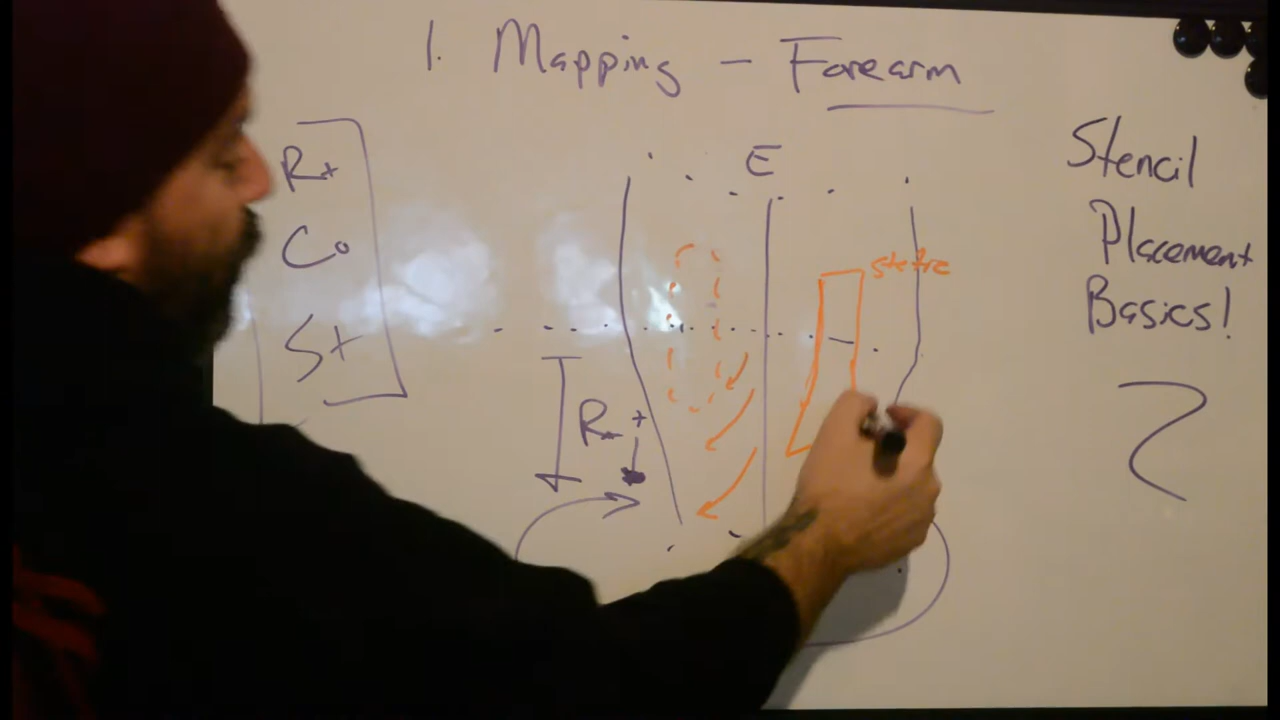 1. Mapping - Forearm
E
R+
Co
St
R +
Stencil
Placement
Basics!